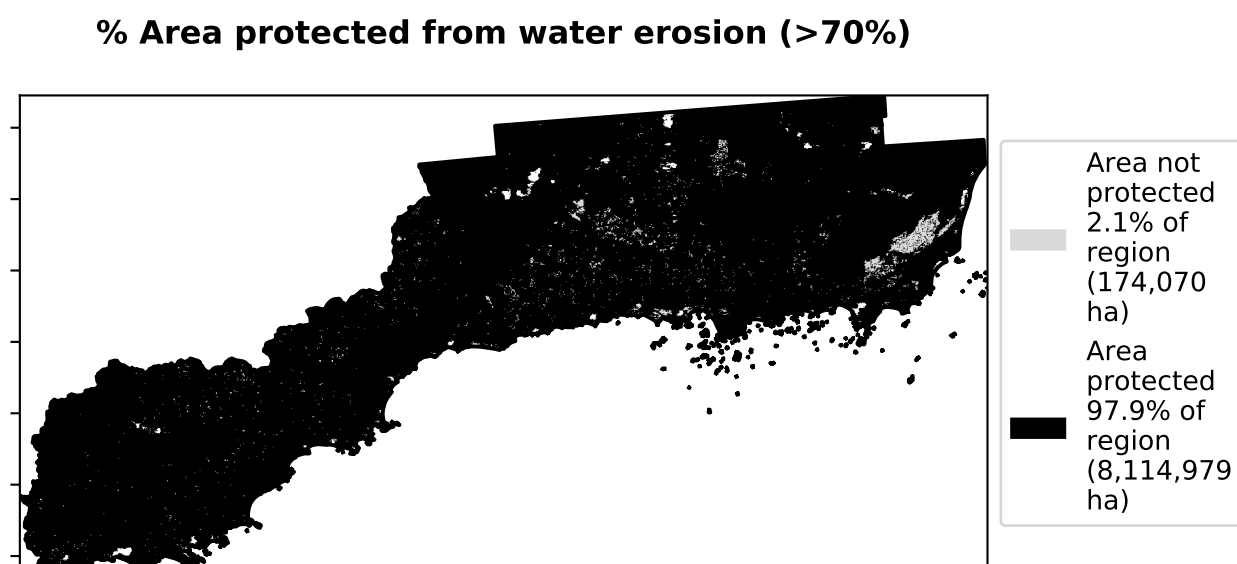 % Area protected from water erosion (>70%)
Area not
protected
2.1% of
region
(174,070
ha)
Area
protected
97.9% of
region
(8,114,979
ha)